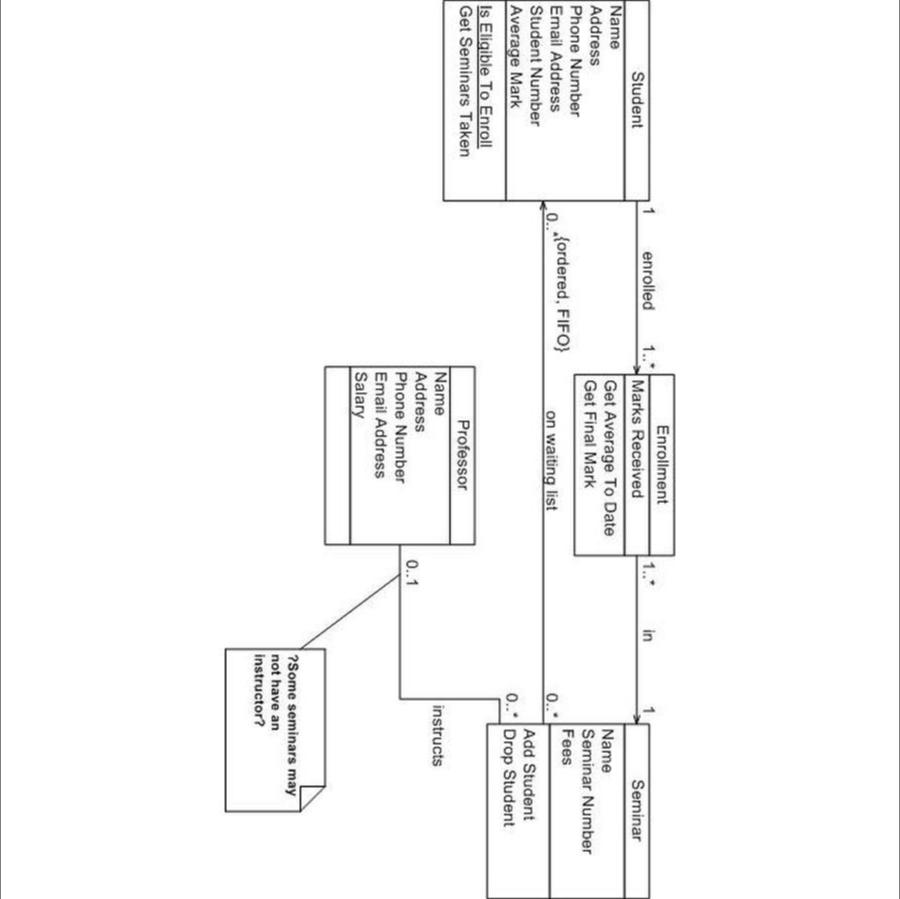 Student
Name
Address
Phone Number
Email Address
Student Number
Average Mark
Is Eligible To Enroll
Get Seminars Taken
1
enrolled
1..*
Enrollment
Marks Received
Get Average To Date
Get Final Mark
1..*
in
1
Seminar
Name
Seminar Number
Fees
Add Student
Drop Student
0..*
{ordered, FIFO}
on waiting list
0..*
Professor
Name
Address
Phone Number
Email Address
Salary
0..1
instructs
0..*
?Some seminars may
not have an
instructor?